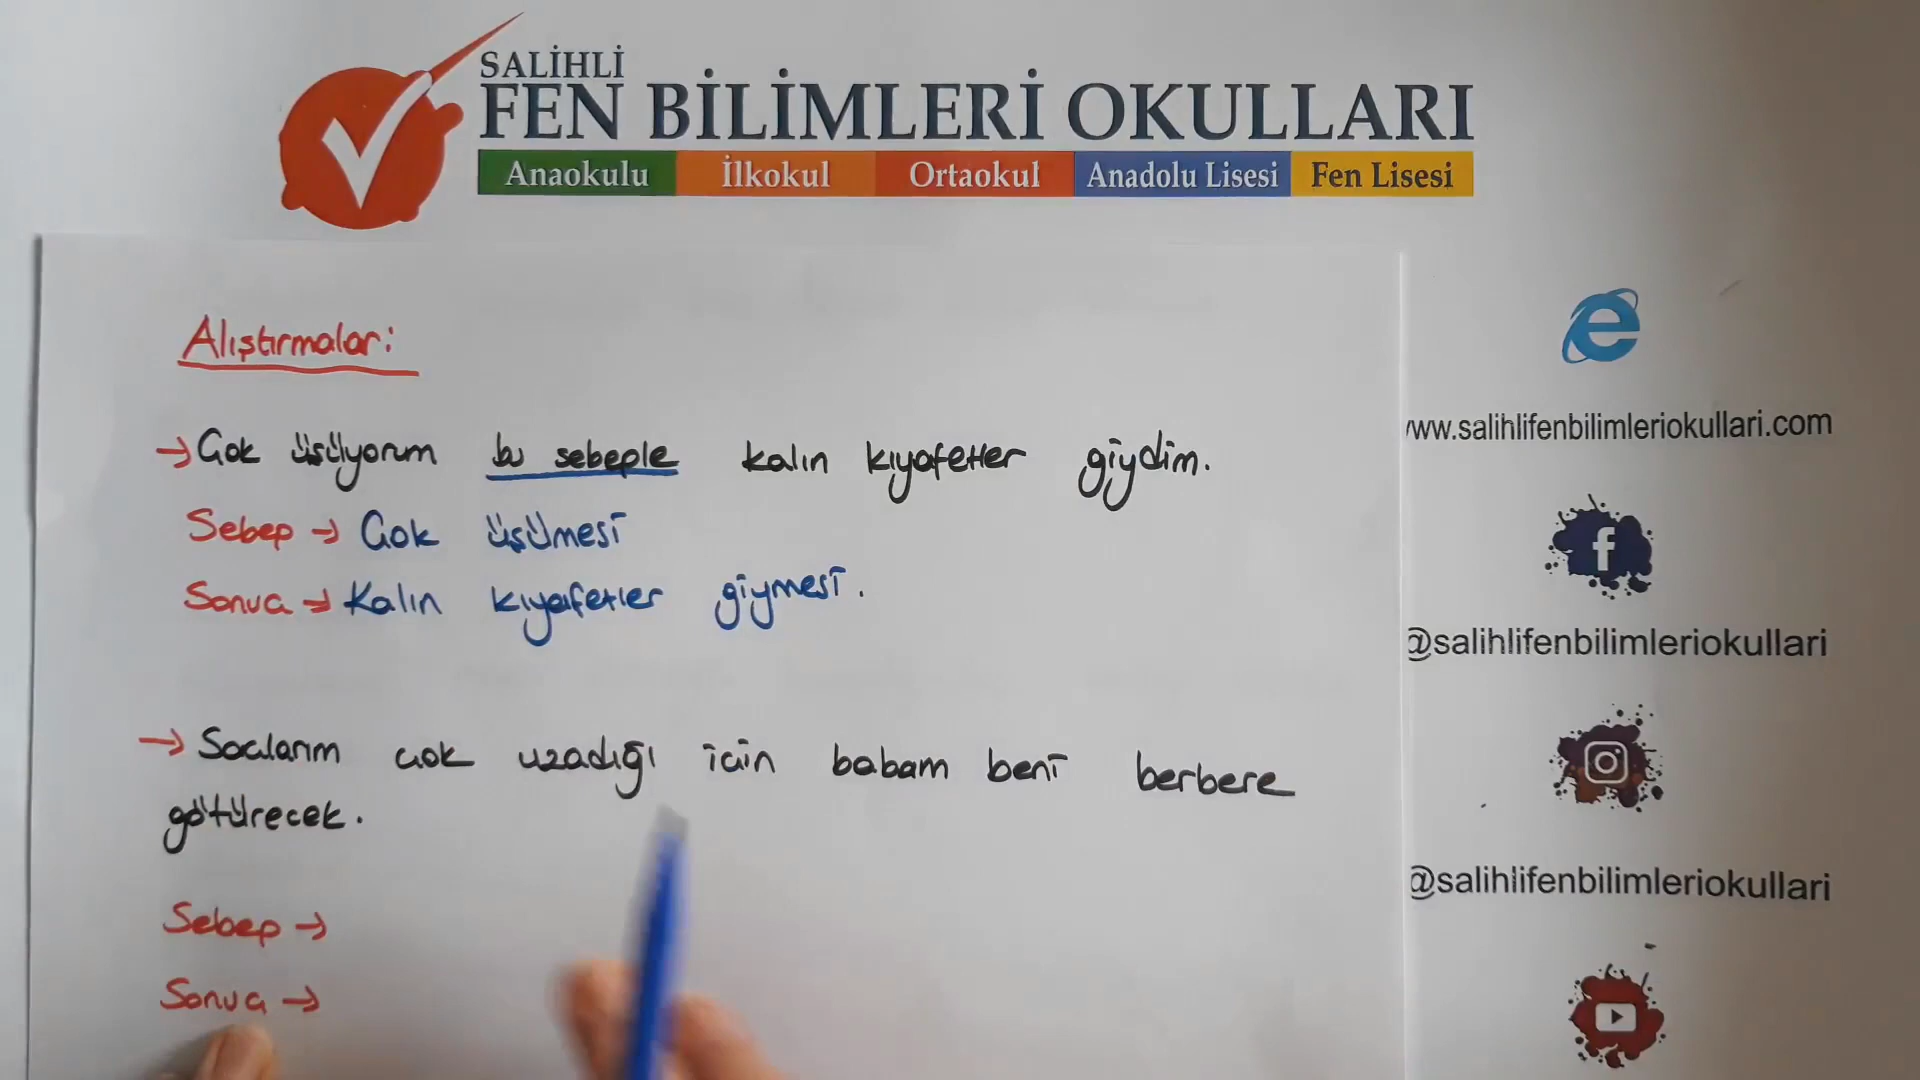 SALİHLİ
FEN BİLİMLERİ OKULLARI
Anaokulu İlkokul Ortaokul Anadolu Lisesi Fen Lisesi
Alıştırmalar:
→ Çok üşüyorum bu sebeple kalın kıyafetler giydim.
Sebep → Çok üşümesi
Sonuç → Kalın kıyafetler giymesi.
→ Saçlarım çok uzadığı için babam beni berbere
götürecek.
Sebep →
Sonuç →
www.salihlifenbilimleriokullari.com
@salihlifenbilimleriokullari
@salihlifenbilimleriokullari